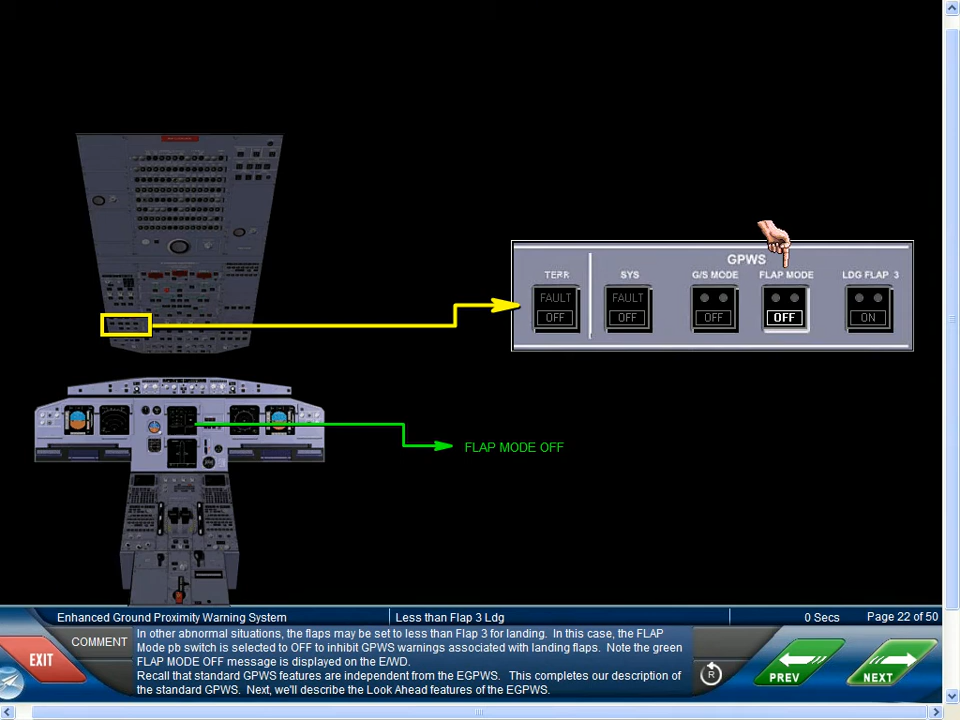 GPWS
TERR SYS G/S MODE FLAP MODE LDG FLAP 3
FAULT FAULT
OFF OFF OFF OFF ON
FLAP MODE OFF
Enhanced Ground Proximity Warning System Less than Flap 3 Ldg 0 Secs Page 22 of 50
COMMENT
In other abnormal situations, the flaps may be set to less than Flap 3 for landing. In this case, the FLAP
Mode pb switch is selected to OFF to inhibit GPWS warnings associated with landing flaps. Note the green
FLAP MODE OFF message is displayed on the E/WD.
Recall that standard GPWS features are independent from the EGPWS. This completes our description of
the standard GPWS. Next, we'll describe the Look Ahead features of the EGPWS.
EXIT
R
PREV
NEXT